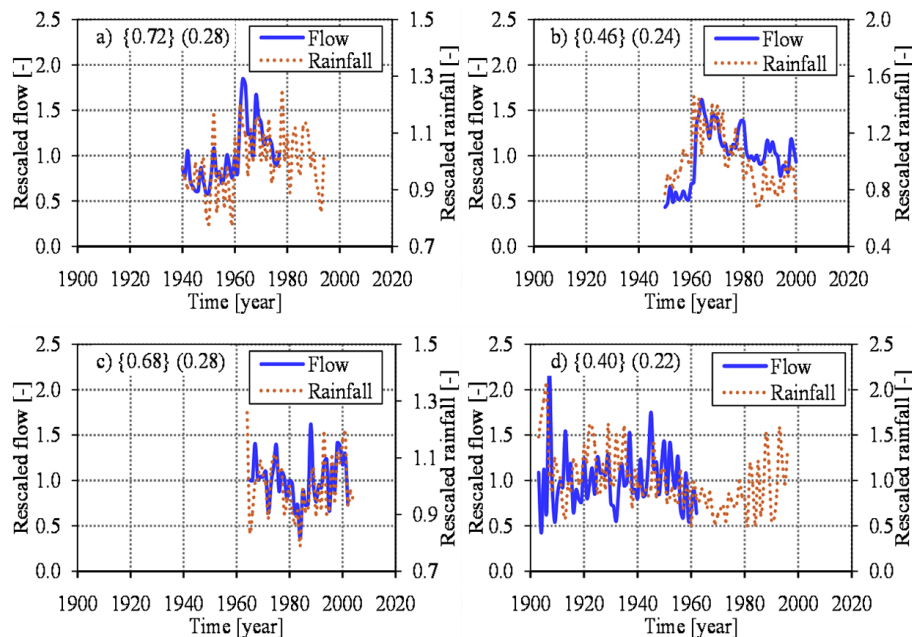 a) {0.72} (0.28)
Flow
Rainfall
Rescaled flow [-]
2.5
2.0
1.5
1.0
0.5
0.0
1.5
1.3
1.1
0.9
0.7
Rescaled rainfall [-]
1900 1920 1940 1960 1980 2000 2020
Time [year]
b) {0.46} (0.24)
Flow
Rainfall
Rescaled flow [-]
2.5
2.0
1.5
1.0
0.5
0.0
2.0
1.6
1.2
0.8
0.4
Rescaled rainfall [-]
1900 1920 1940 1960 1980 2000 2020
Time [year]
c) {0.68} (0.28)
Flow
Rainfall
Rescaled flow [-]
2.5
2.0
1.5
1.0
0.5
0.0
1.5
1.3
1.1
0.9
0.7
Rescaled rainfall [-]
1900 1920 1940 1960 1980 2000 2020
Time [year]
d) {0.40} (0.22)
Flow
Rainfall
Rescaled flow [-]
2.5
2.0
1.5
1.0
0.5
0.0
2.5
2.0
1.5
1.0
0.5
0.0
Rescaled rainfall [-]
1900 1920 1940 1960 1980 2000 2020
Time [year]